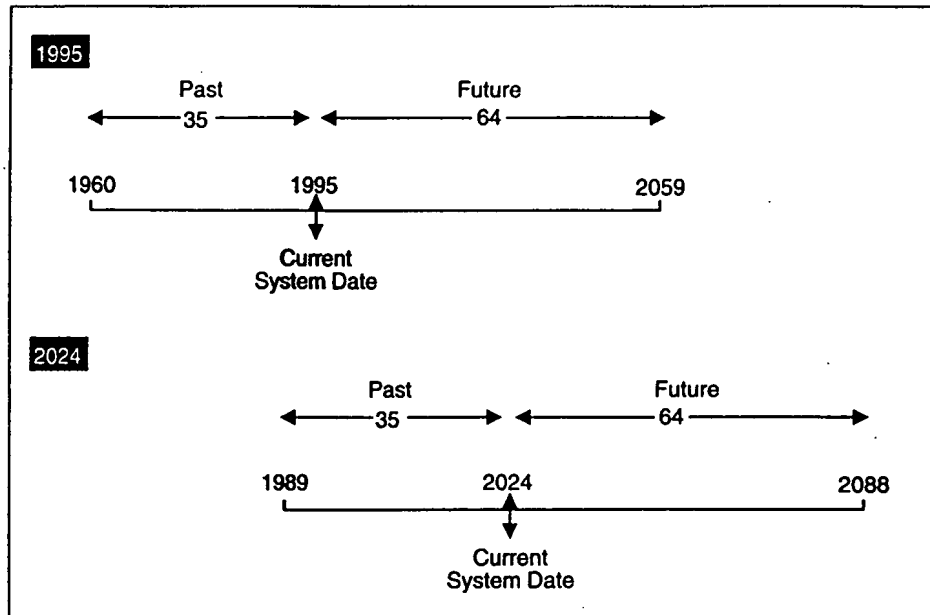 1995
Past Future
35 64
1960 1995 2059
Current
System Date
2024
Past Future
35 64
1989 2024 2088
Current
System Date